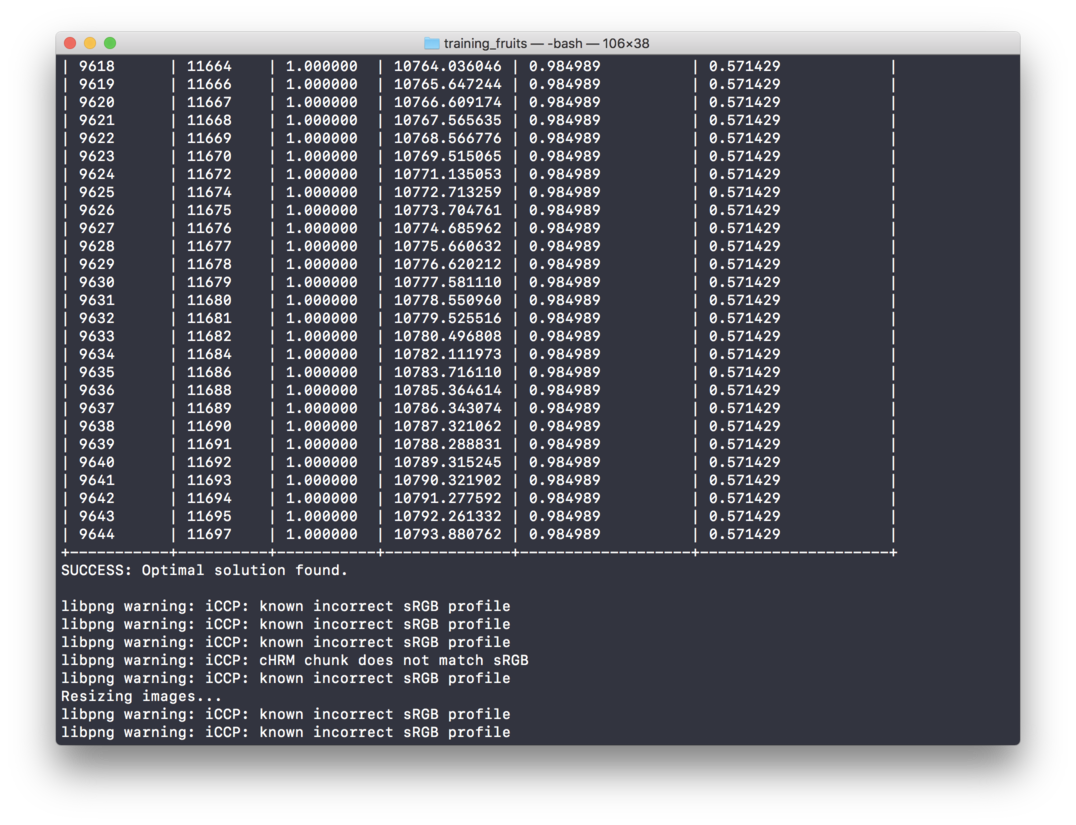 training_fruits — -bash — 106×38
| 9618 | 11664 | 1.000000 | 10764.036046 | 0.984989 | 0.571429 |
| 9619 | 11666 | 1.000000 | 10765.647244 | 0.984989 | 0.571429 |
| 9620 | 11667 | 1.000000 | 10766.609174 | 0.984989 | 0.571429 |
| 9621 | 11668 | 1.000000 | 10767.565635 | 0.984989 | 0.571429 |
| 9622 | 11669 | 1.000000 | 10768.566776 | 0.984989 | 0.571429 |
| 9623 | 11670 | 1.000000 | 10769.515065 | 0.984989 | 0.571429 |
| 9624 | 11672 | 1.000000 | 10771.135053 | 0.984989 | 0.571429 |
| 9625 | 11674 | 1.000000 | 10772.713259 | 0.984989 | 0.571429 |
| 9626 | 11675 | 1.000000 | 10773.704761 | 0.984989 | 0.571429 |
| 9627 | 11676 | 1.000000 | 10774.685962 | 0.984989 | 0.571429 |
| 9628 | 11677 | 1.000000 | 10775.660632 | 0.984989 | 0.571429 |
| 9629 | 11678 | 1.000000 | 10776.620212 | 0.984989 | 0.571429 |
| 9630 | 11679 | 1.000000 | 10777.581110 | 0.984989 | 0.571429 |
| 9631 | 11680 | 1.000000 | 10778.550960 | 0.984989 | 0.571429 |
| 9632 | 11681 | 1.000000 | 10779.525516 | 0.984989 | 0.571429 |
| 9633 | 11682 | 1.000000 | 10780.496808 | 0.984989 | 0.571429 |
| 9634 | 11684 | 1.000000 | 10782.111973 | 0.984989 | 0.571429 |
| 9635 | 11686 | 1.000000 | 10783.716110 | 0.984989 | 0.571429 |
| 9636 | 11688 | 1.000000 | 10785.364614 | 0.984989 | 0.571429 |
| 9637 | 11689 | 1.000000 | 10786.343074 | 0.984989 | 0.571429 |
| 9638 | 11690 | 1.000000 | 10787.321062 | 0.984989 | 0.571429 |
| 9639 | 11691 | 1.000000 | 10788.288831 | 0.984989 | 0.571429 |
| 9640 | 11692 | 1.000000 | 10789.315245 | 0.984989 | 0.571429 |
| 9641 | 11693 | 1.000000 | 10790.321902 | 0.984989 | 0.571429 |
| 9642 | 11694 | 1.000000 | 10791.277592 | 0.984989 | 0.571429 |
| 9643 | 11695 | 1.000000 | 10792.261332 | 0.984989 | 0.571429 |
| 9644 | 11697 | 1.000000 | 10793.880762 | 0.984989 | 0.571429 |
+-----------+----------+-----------+--------------+-------------------+---------------------+
SUCCESS: Optimal solution found.
libpng warning: iCCP: known incorrect sRGB profile
libpng warning: iCCP: known incorrect sRGB profile
libpng warning: iCCP: known incorrect sRGB profile
libpng warning: iCCP: cHRM chunk does not match sRGB
libpng warning: iCCP: known incorrect sRGB profile
Resizing images...
libpng warning: iCCP: known incorrect sRGB profile
libpng warning: iCCP: known incorrect sRGB profile